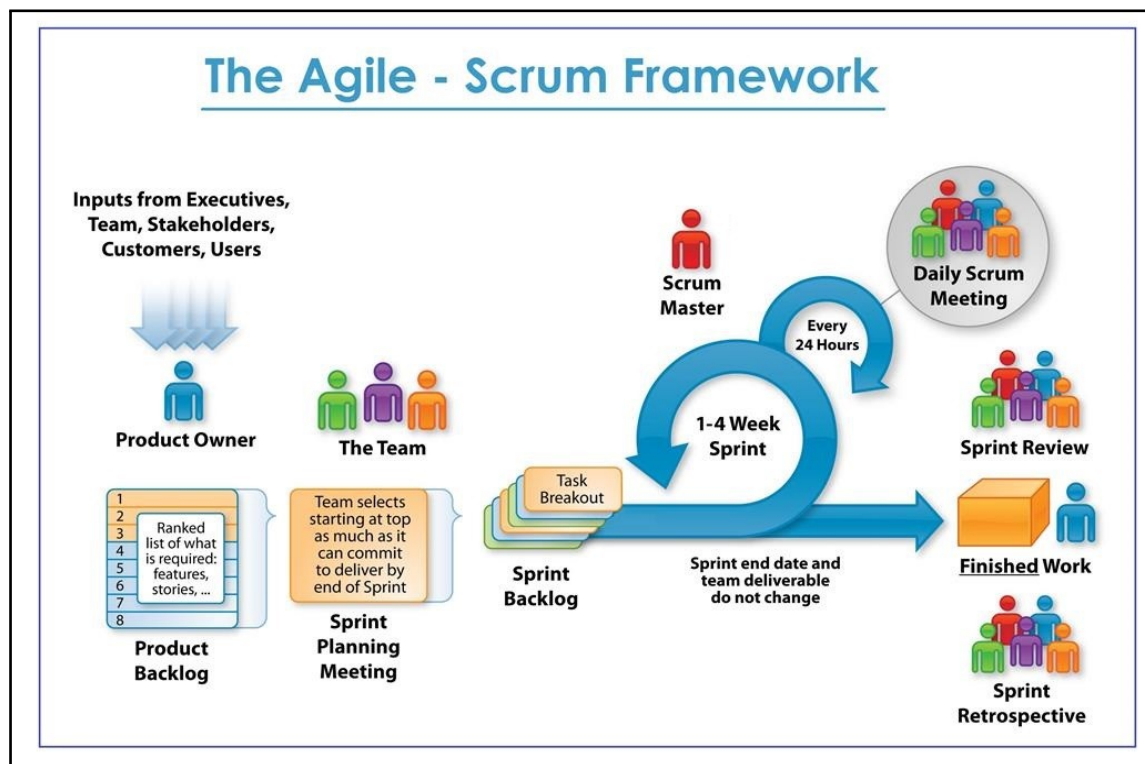 The Agile - Scrum Framework
Inputs from Executives,
Team, Stakeholders,
Customers, Users
Product Owner
The Team
1
2
3
4
5
6
7
8
Ranked
list of what
is required:
features,
stories, ...
Product
Backlog
Team selects
starting at top
as much as it
can commit
to deliver by
end of Sprint
Sprint
Planning
Meeting
Task
Breakout
Sprint
Backlog
Scrum
Master
1-4 Week
Sprint
Every
24 Hours
Daily Scrum
Meeting
Sprint end date and
team deliverable
do not change
Sprint Review
Finished Work
Sprint
Retrospective